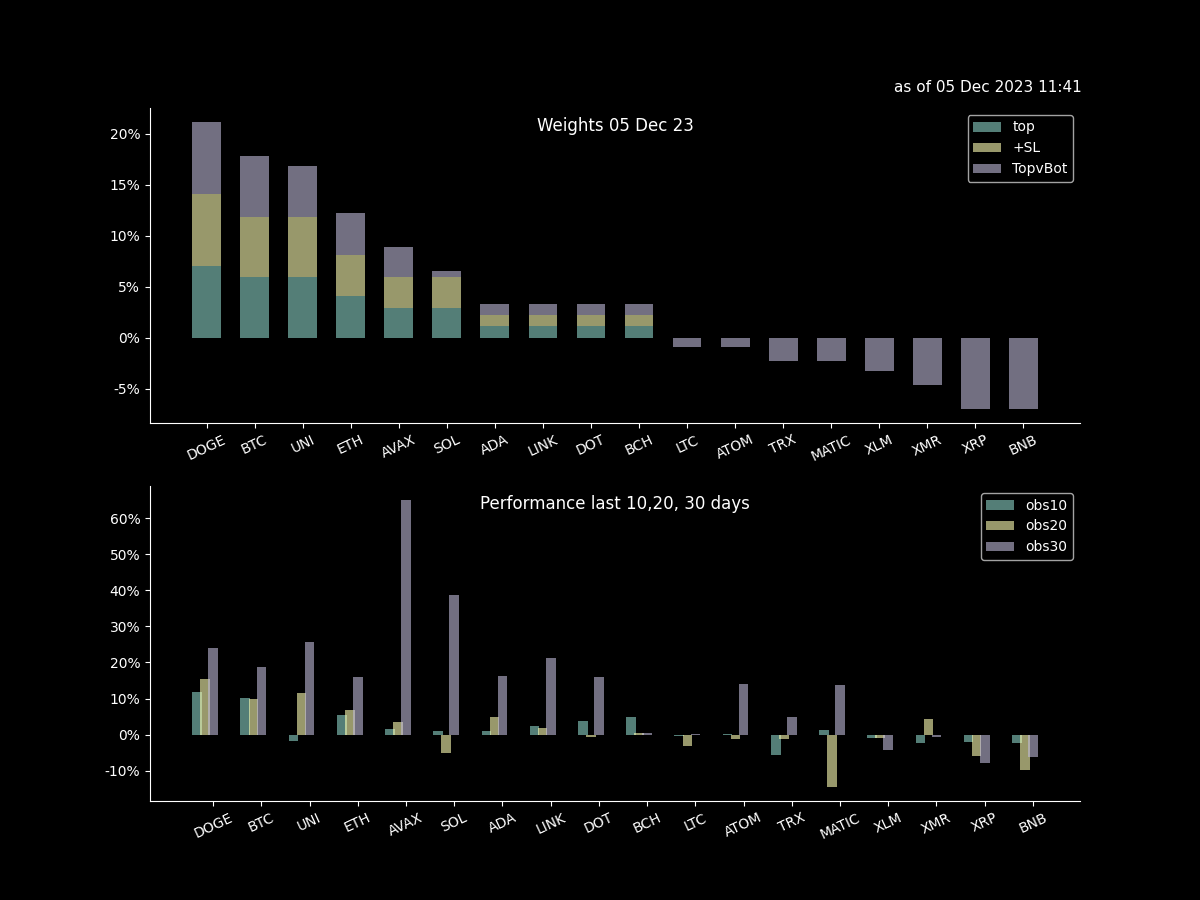 as of 05 Dec 2023 11:41
Weights 05 Dec 23
top
+SL
TopvBot
20%
15%
10%
5%
0%
-5%
DOGE BTC UNI ETH AVAX SOL ADA LINK DOT BCH LTC ATOM TRX MATIC XLM XMR XRP BNB
Performance last 10,20, 30 days
obs10
obs20
obs30
60%
50%
40%
30%
20%
10%
0%
-10%
DOGE BTC UNI ETH AVAX SOL ADA LINK DOT BCH LTC ATOM TRX MATIC XLM XMR XRP BNB